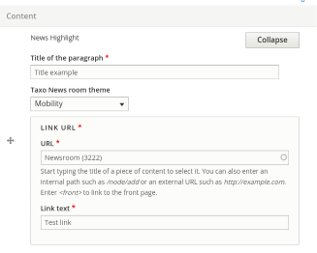 Content
News Highlight
Collapse
Title of the paragraph *
Title example
Taxo News room theme
Mobility
LINK URL *
URL *
Newsroom (3222)
Start typing the title of a piece of content to select it. You can also enter an
internal path such as /node/add or an external URL such as http://example.com.
Enter <front> to link to the front page.
Link text *
Test link